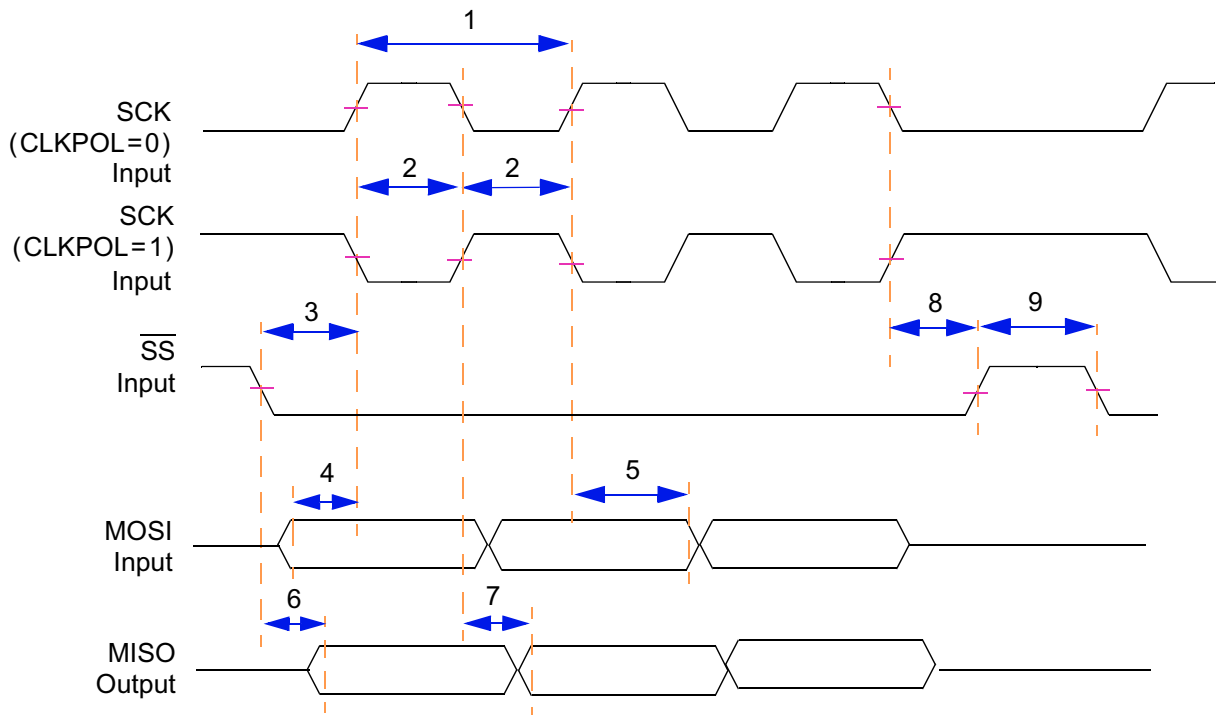 1
SCK
(CLKPOL=0)
Input
2
2
SCK
(CLKPOL=1)
Input
3
8
9
SS
Input
4
5
MOSI
Input
6
7
MISO
Output